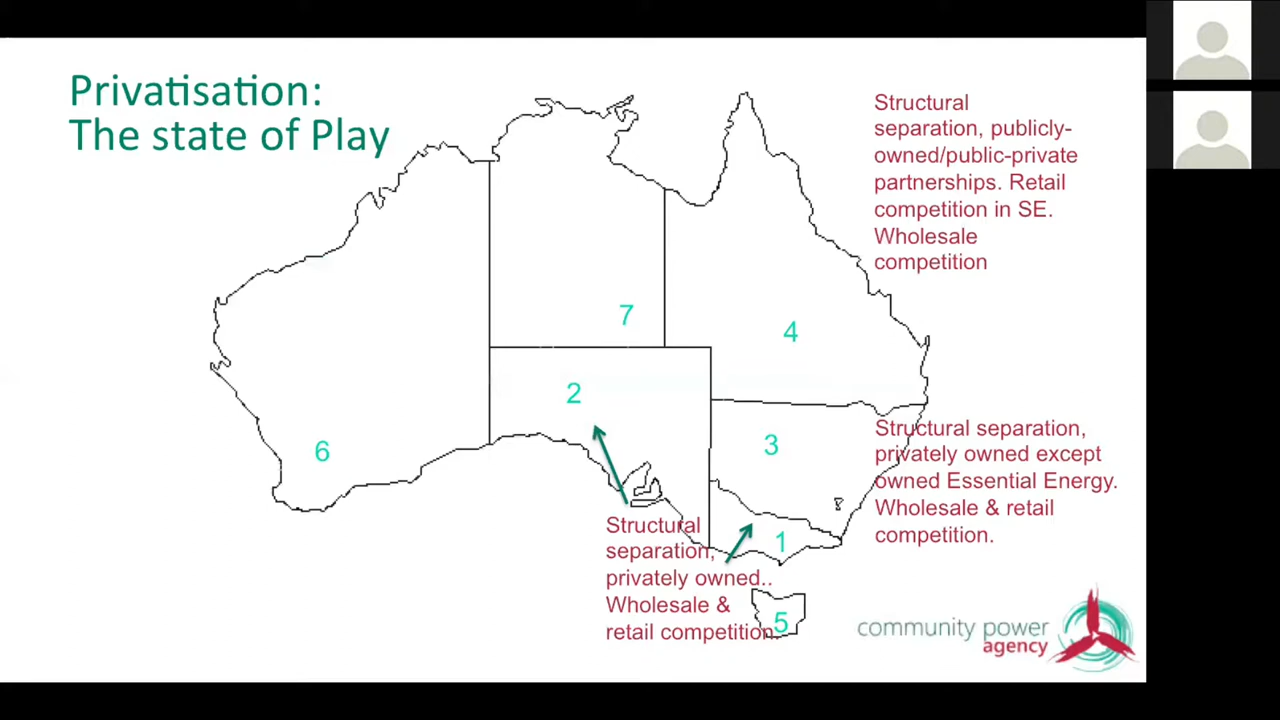 Privatisation:
The state of Play
Structural
separation, publicly-
owned/public-private
partnerships. Retail
competition in SE.
Wholesale
competition
7
4
2
3
6
Structural separation,
privately owned except
owned Essential Energy.
Wholesale & retail
competition.
1
Structural
separation,
privately owned..
Wholesale &
retail competition.
5
community power
agency